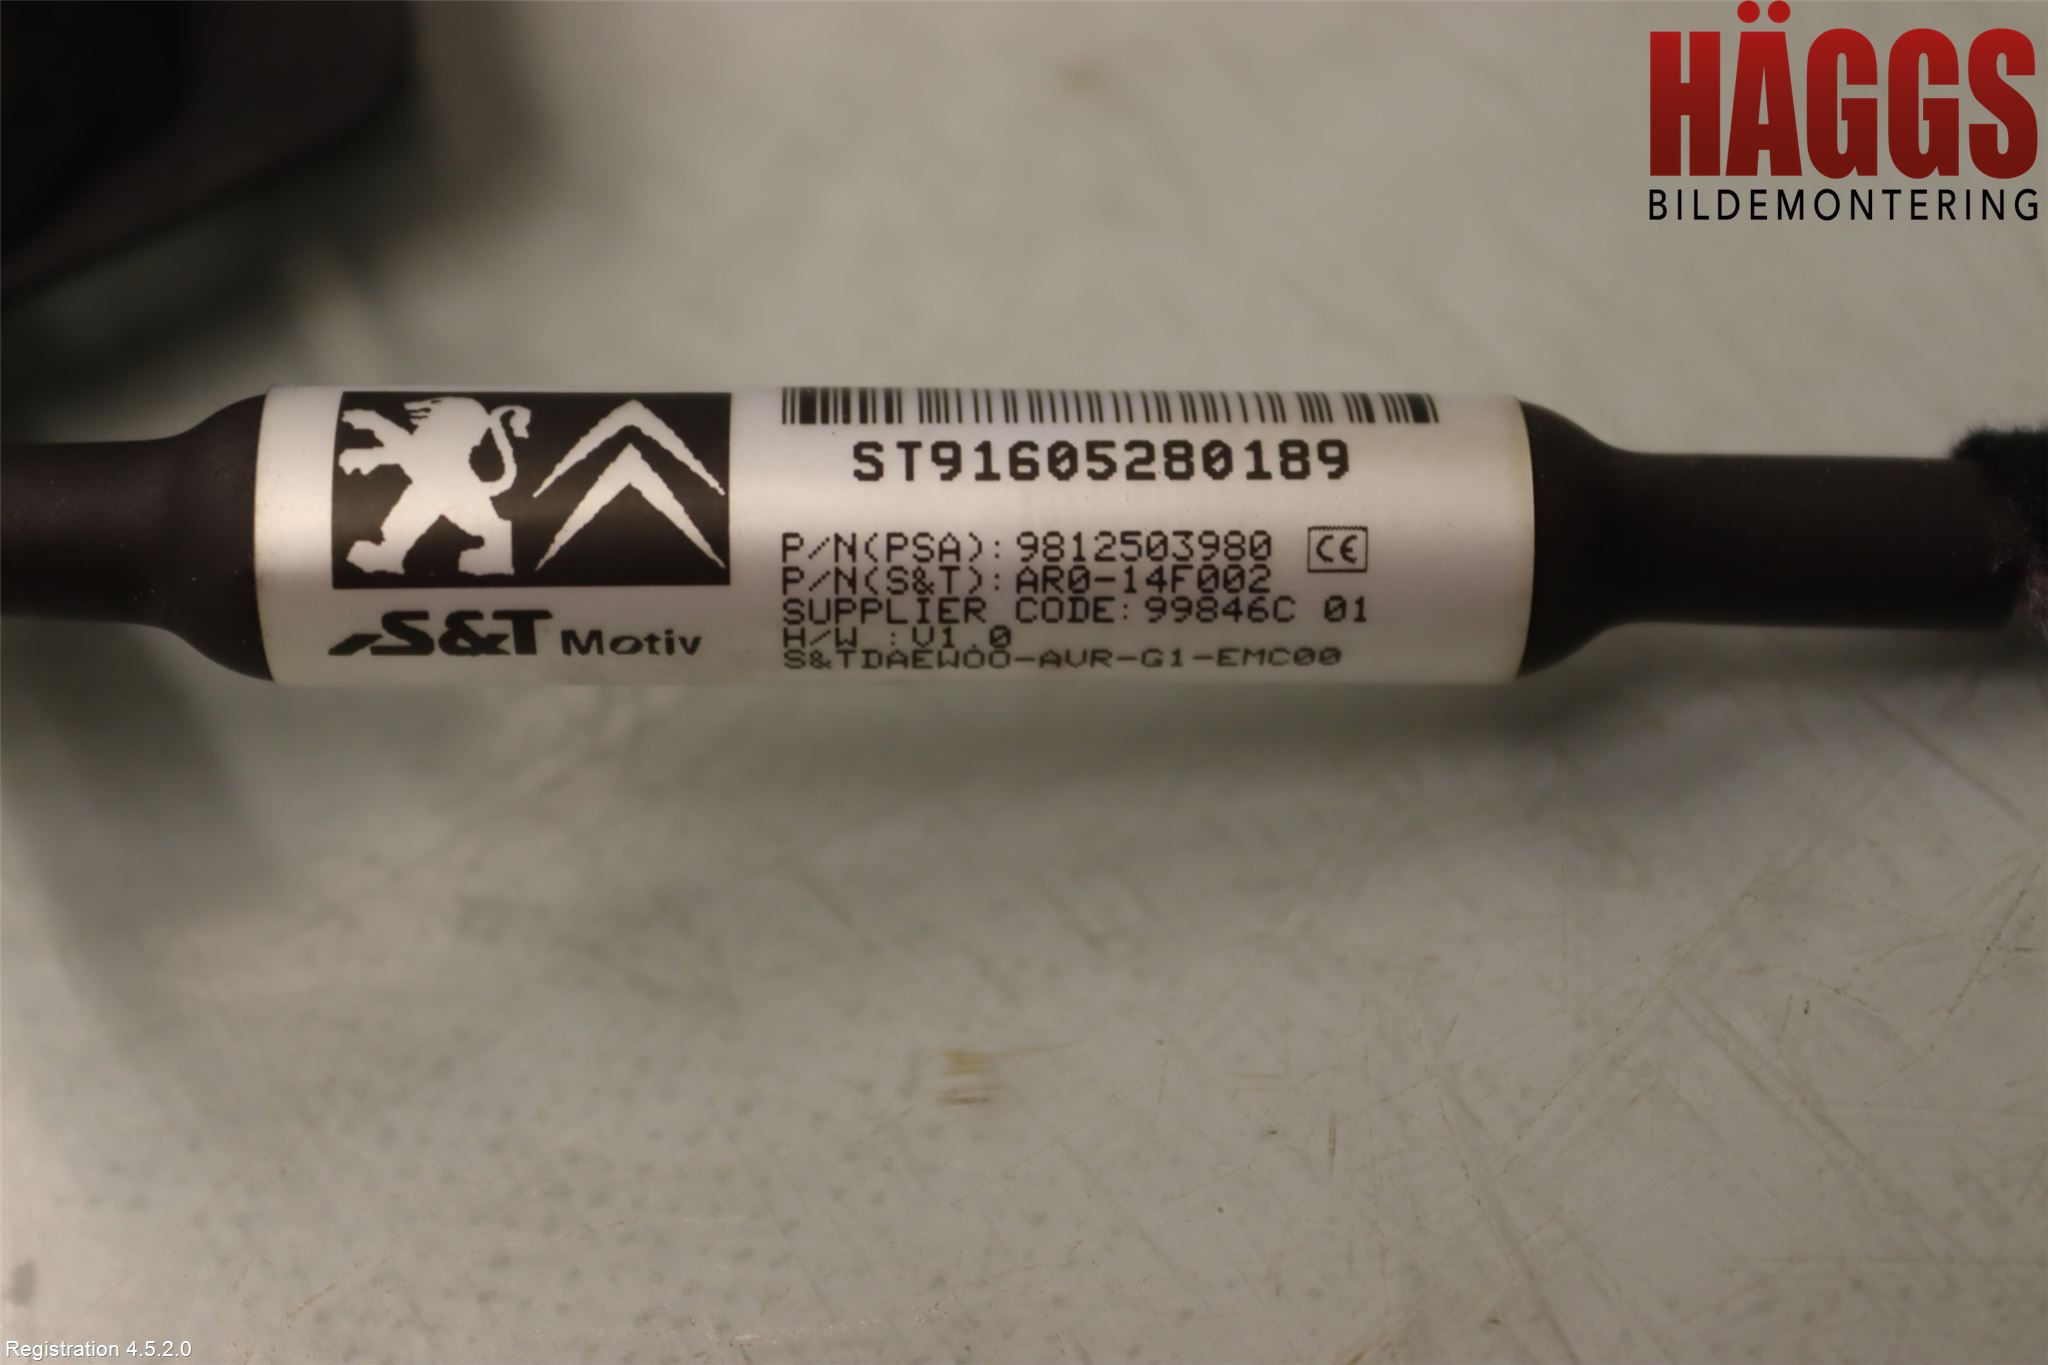 HÄGGS
BILDEMONTERING
ST91605280189
P/N(PSA): 9812503980 CE
P/N(S&T): AR0-14F002
SUPPLIER CODE: 99846C 01
H/W :V1.0
S&TDAEWOO-AVR-G1-EMC00
S&T Motiv
Registration 4.5.2.0